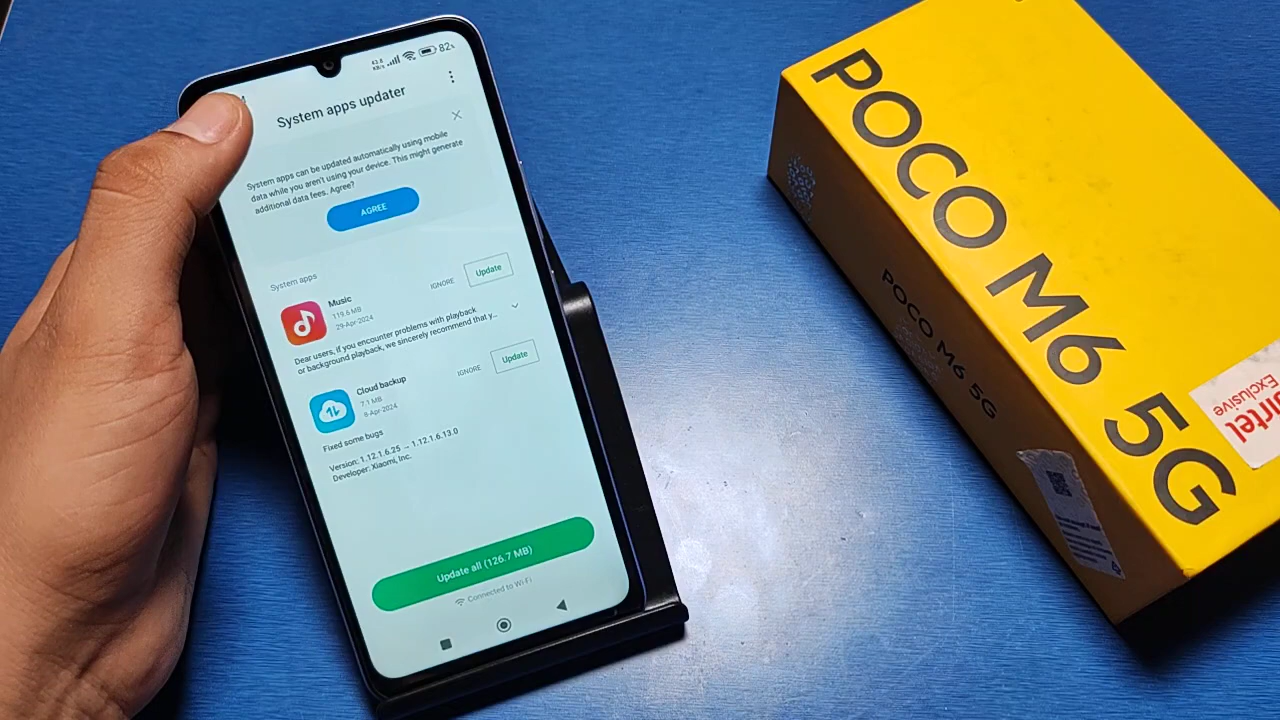 43.8
KB/s
82%
System apps updater
System apps can be updated automatically using mobile
data while you aren't using your device. This might generate
additional data fees. Agree?
AGREE
System apps
Music
119.6 MB
29-Apr-2024
IGNORE
Update
Dear users, if you encounter problems with playback
or background playback, we sincerely recommend that y...
Cloud backup
7.1 MB
6-Apr-2024
IGNORE
Update
Fixed some bugs
Version: 1.12.1.6.25 → 1.12.1.6.13.0
Developer: Xiaomi, Inc.
Update all (126.7 MB)
Connected to Wi-Fi
POCO M6 5G
POCO M6 5G
airtel
Exclusive